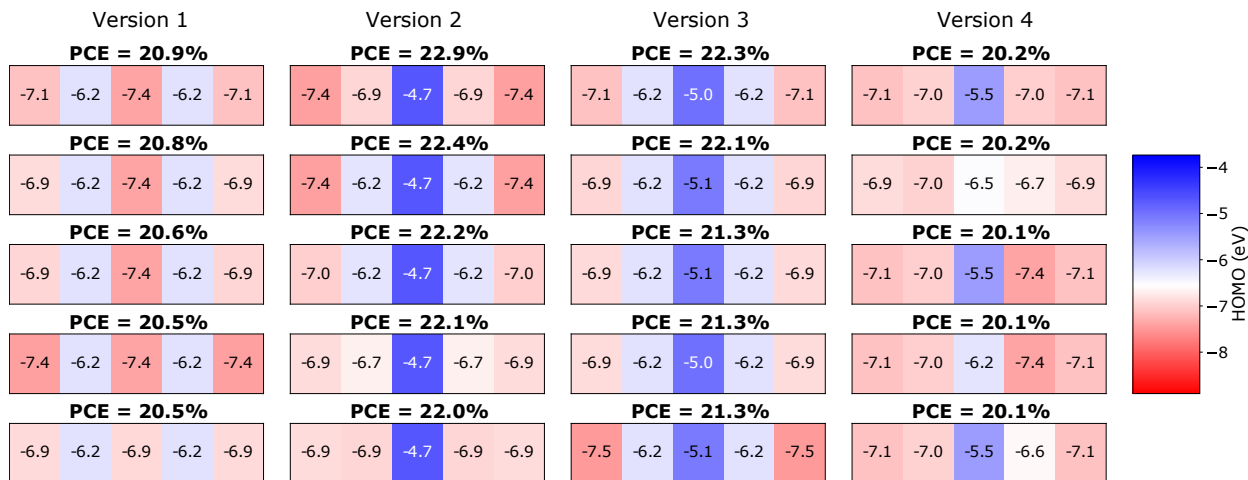 Version 1 Version 2 Version 3 Version 4
PCE = 20.9% PCE = 22.9% PCE = 22.3% PCE = 20.2%
-7.1 -6.2 -7.4 -6.2 -7.1 -7.4 -6.9 -4.7 -6.9 -7.4 -7.1 -6.2 -5.0 -6.2 -7.1 -7.1 -7.0 -5.5 -7.0 -7.1
PCE = 20.8% PCE = 22.4% PCE = 22.1% PCE = 20.2%
-6.9 -6.2 -7.4 -6.2 -6.9 -7.4 -6.2 -4.7 -6.2 -7.4 -6.9 -6.2 -5.1 -6.2 -6.9 -6.9 -7.0 -6.5 -6.7 -6.9
PCE = 20.6% PCE = 22.2% PCE = 21.3% PCE = 20.1%
-6.9 -6.2 -7.4 -6.2 -6.9 -7.0 -6.2 -4.7 -6.2 -7.0 -6.9 -6.2 -5.1 -6.2 -6.9 -7.1 -7.0 -5.5 -7.4 -7.1
PCE = 20.5% PCE = 22.1% PCE = 21.3% PCE = 20.1%
-7.4 -6.2 -7.4 -6.2 -7.4 -6.9 -6.7 -4.7 -6.7 -6.9 -6.9 -6.2 -5.0 -6.2 -6.9 -7.1 -7.0 -6.2 -7.4 -7.1
PCE = 20.5% PCE = 22.0% PCE = 21.3% PCE = 20.1%
-6.9 -6.2 -6.9 -6.2 -6.9 -6.9 -6.9 -4.7 -6.9 -6.9 -7.5 -6.2 -5.1 -6.2 -7.5 -7.1 -7.0 -5.5 -6.6 -7.1
−4
−5
−6
−7
−8
HOMO (eV)